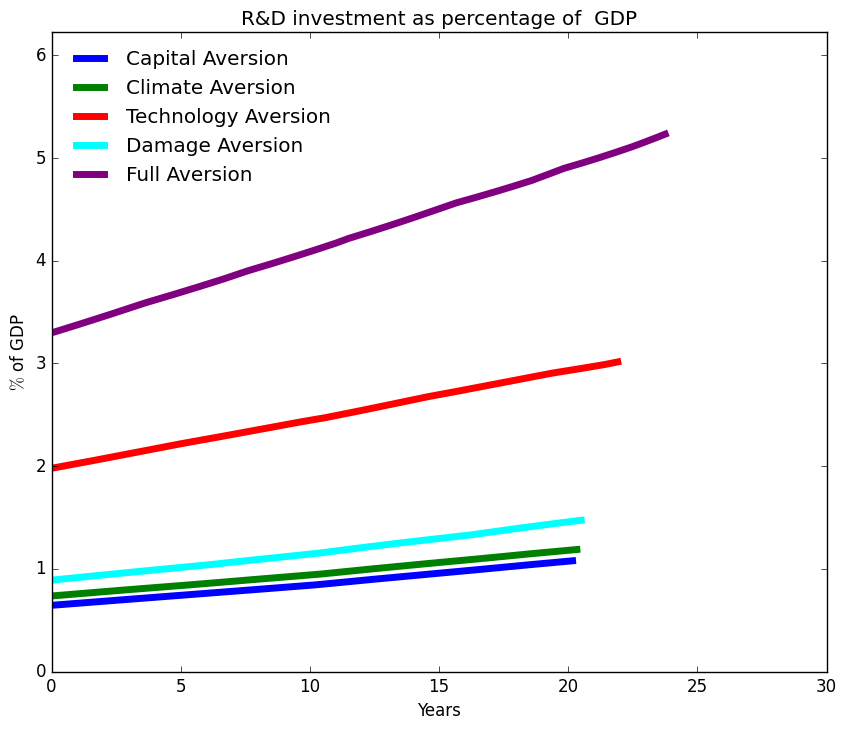 R&D investment as percentage of  GDP
Capital Aversion
Climate Aversion
Technology Aversion
Damage Aversion
Full Aversion
6
5
4
3
2
1
0
% of GDP
0 5 10 15 20 25 30
Years